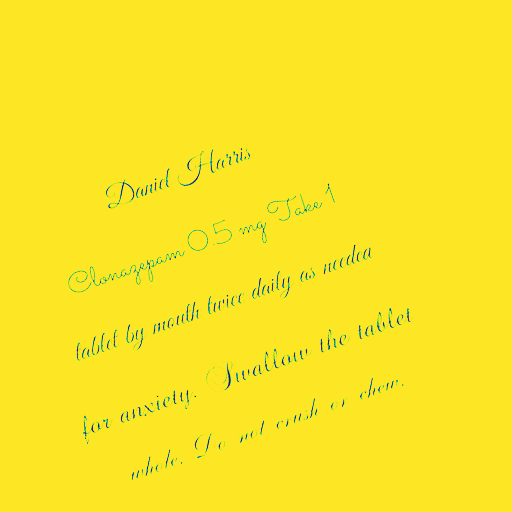 Daniel Harris
Clonazepam 0.5 mg Take 1
tablet by mouth twice daily as needed
for anxiety. Swallow the tablet
whole. Do not crush or chew.